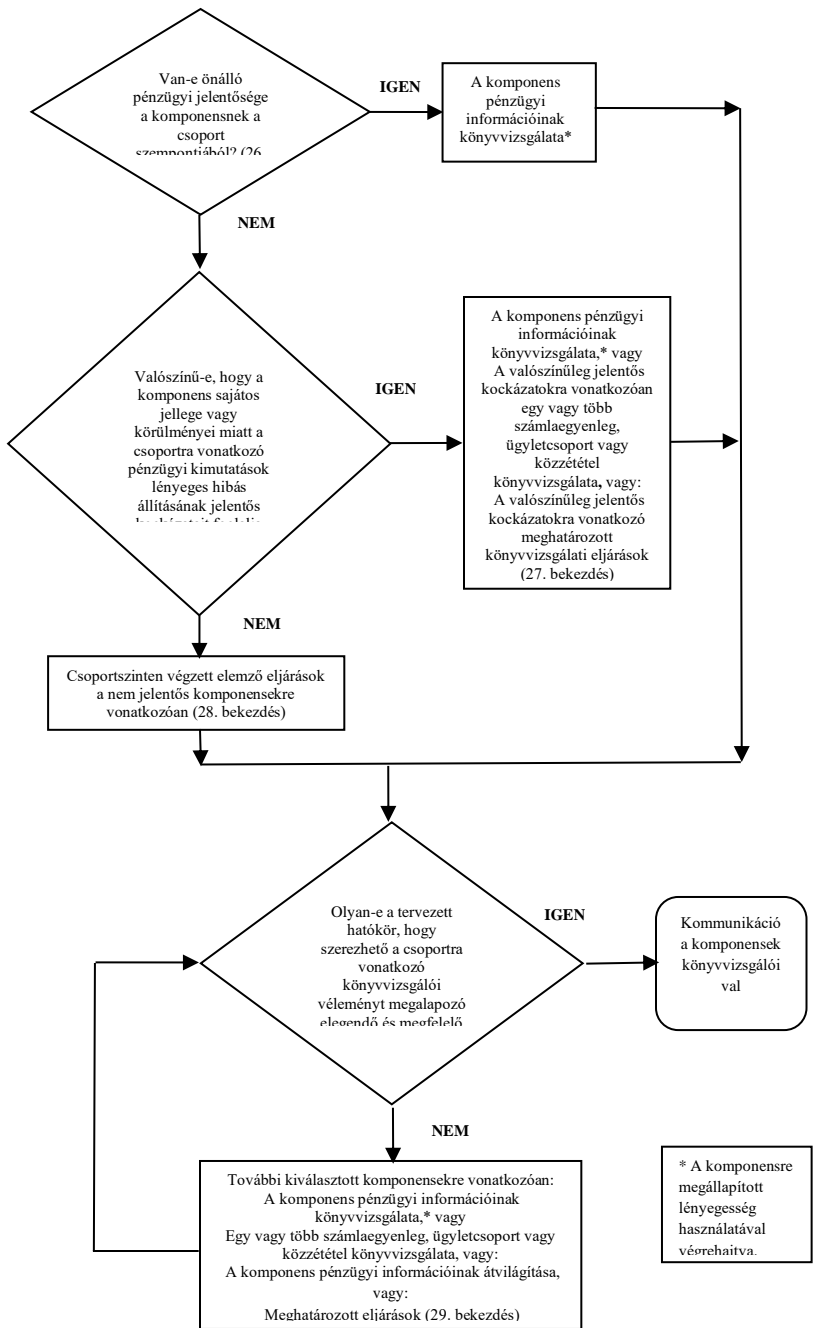 Van-e önálló
pénzügyi jelentősége
a komponensnek a
csoport
szempontjából? (26.
IGEN
A komponens
pénzügyi
információinak
könyvvizsgálata*
NEM
Valószínű-e, hogy a
komponens sajátos
jellege vagy
körülményei miatt a
csoportra vonatkozó
pénzügyi kimutatások
lényeges hibás
állításának jelentős
IGEN
A komponens pénzügyi
információinak
könyvvizsgálata,* vagy
A valószínűleg jelentős
kockázatokra vonatkozóan
egy vagy több
számlaegyenleg,
ügyletcsoport vagy
közzététel
könyvvizsgálata, vagy:
A valószínűleg jelentős
kockázatokra vonatkozó
meghatározott
könyvvizsgálati eljárások
(27. bekezdés)
NEM
Csoportszinten végzett elemző eljárások
a nem jelentős komponensekre
vonatkozóan (28. bekezdés)
Olyan-e a tervezett
hatókör, hogy
szerezhető a csoportra
vonatkozó
könyvvizsgálói
véleményt megalapozó
elegendő és megfelelő
IGEN
Kommunikáció
a komponensek
könyvvizsgálói
val
NEM
További kiválasztott komponensekre vonatkozóan:
A komponens pénzügyi információinak
könyvvizsgálata,* vagy
Egy vagy több számlaegyenleg, ügyletcsoport vagy
közzététel könyvvizsgálata, vagy:
A komponens pénzügyi információinak átvilágítása,
vagy:
Meghatározott eljárások (29. bekezdés)
* A komponensre
megállapított
lényegesség
használatával
végrehajtva.